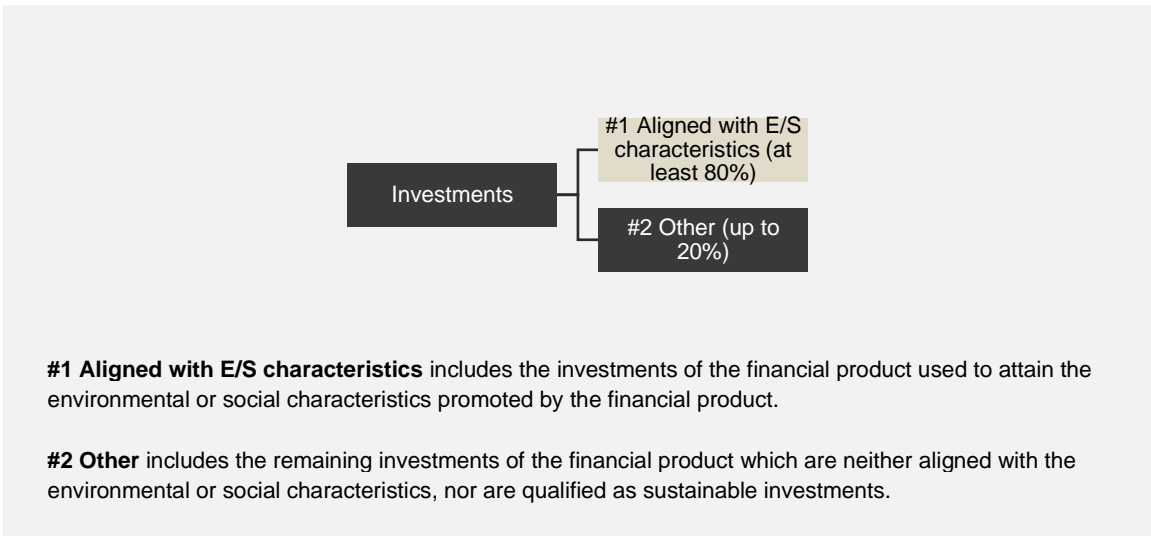 #1 Aligned with E/S
characteristics (at
least 80%)
Investments
#2 Other (up to
20%)
#1 Aligned with E/S characteristics includes the investments of the financial product used to attain the
environmental or social characteristics promoted by the financial product.
#2 Other includes the remaining investments of the financial product which are neither aligned with the
environmental or social characteristics, nor are qualified as sustainable investments.